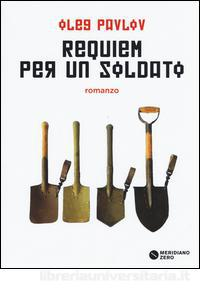 OLEG PAVLOV
REQUIEM
PER UN SOLDATO
romanzo
MERIDIANO
ZERO
libreriauniversitaria.it